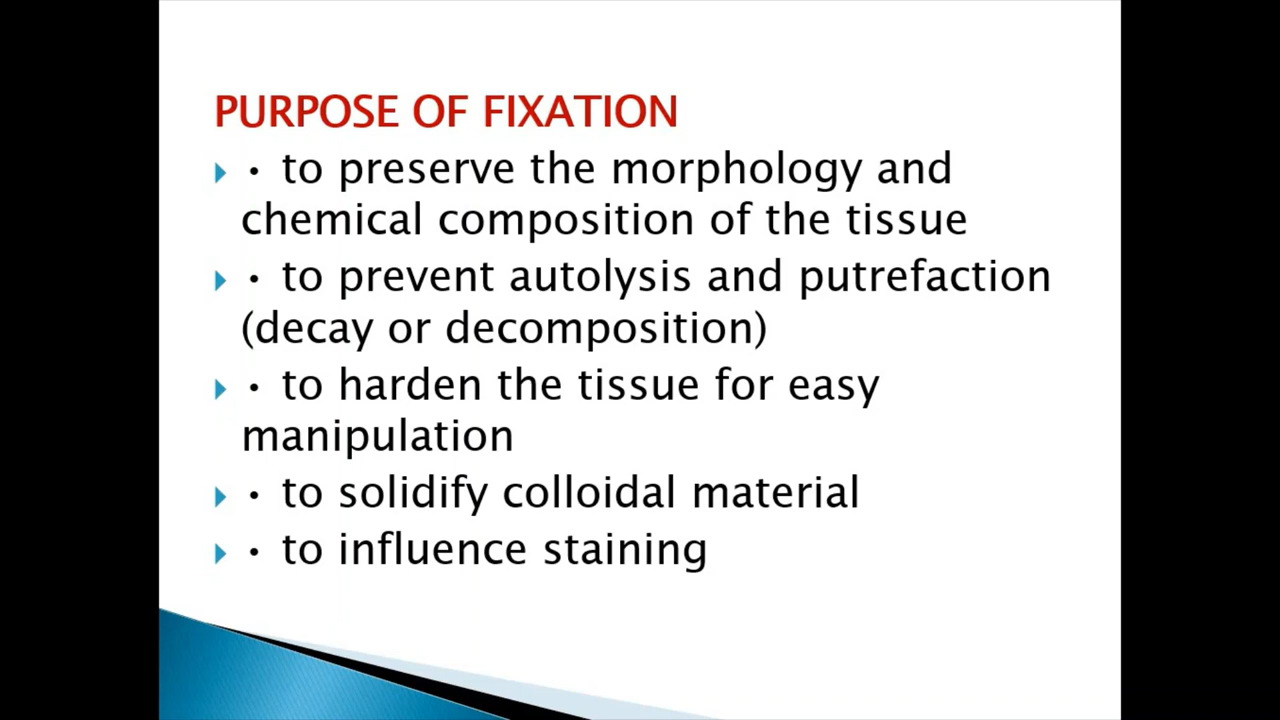 PURPOSE OF FIXATION
• to preserve the morphology and
chemical composition of the tissue
• to prevent autolysis and putrefaction
(decay or decomposition)
• to harden the tissue for easy
manipulation
• to solidify colloidal material
• to influence staining